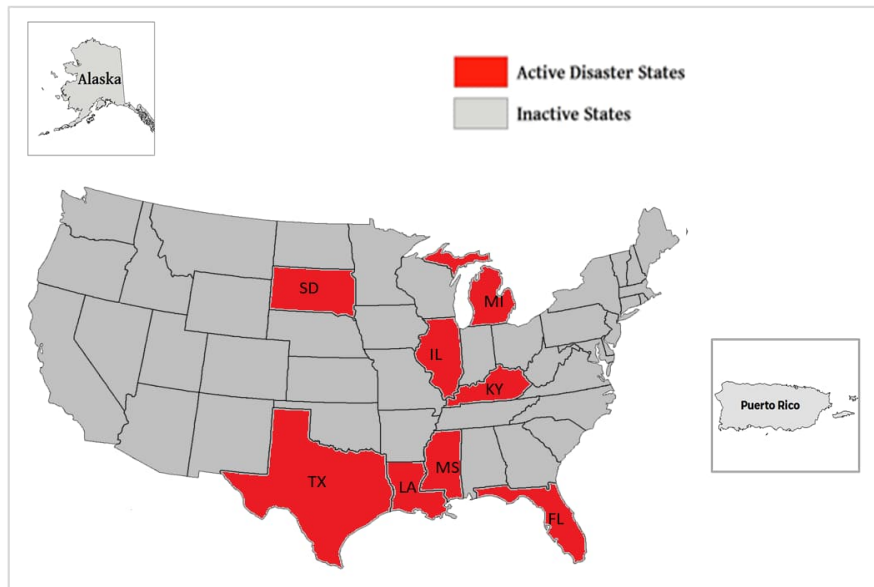 Alaska
Active Disaster States
Inactive States
SD
MI
IL
KY
Puerto Rico
MS
TX
LA
FL